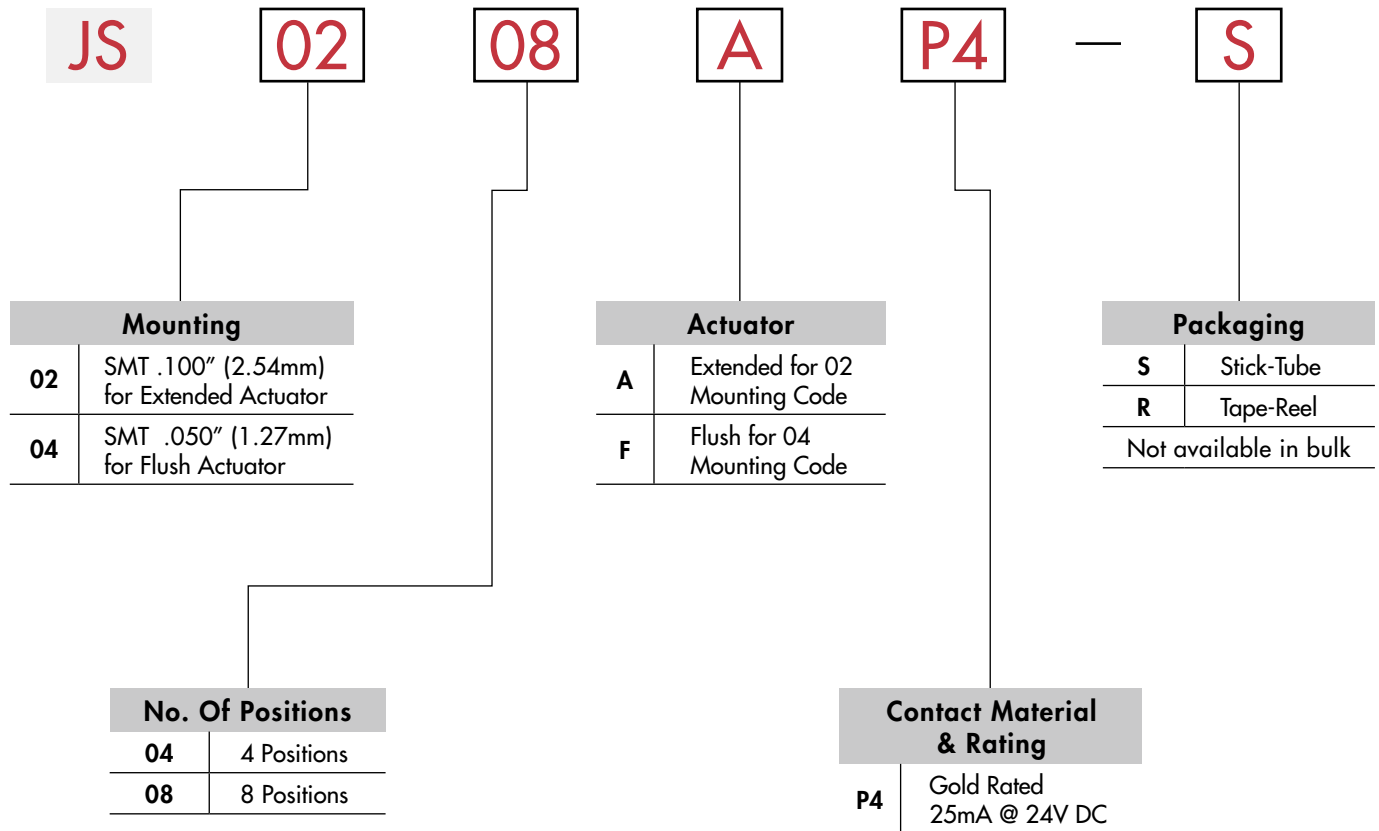 JS 02 08 A P4 — S
Mounting
02 SMT .100” (2.54mm)
for Extended Actuator
04 SMT .050” (1.27mm)
for Flush Actuator
Actuator
A Extended for 02
Mounting Code
F Flush for 04
Mounting Code
Packaging
S Stick-Tube
R Tape-Reel
Not available in bulk
No. Of Positions
04 4 Positions
08 8 Positions
Contact Material
& Rating
P4 Gold Rated
25mA @ 24V DC